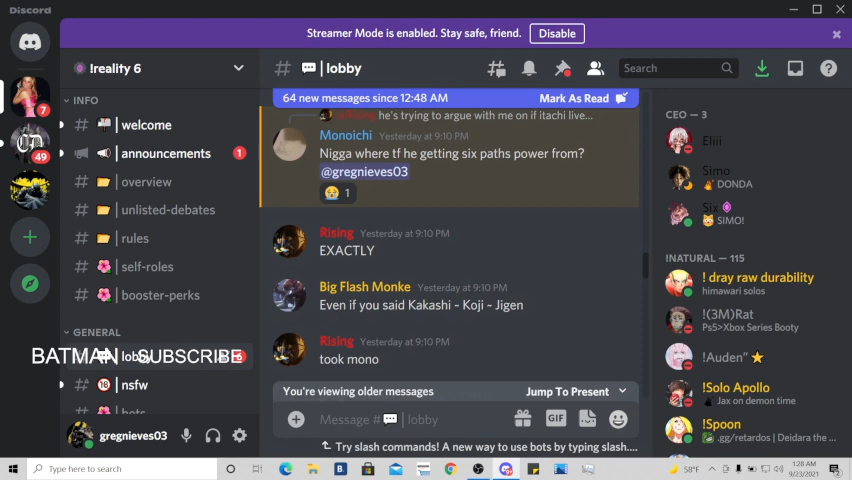 Discord
Streamer Mode is enabled. Stay safe, friend. Disable
!reality 6
INFO
welcome
announcements 1
overview
unlisted-debates
rules
self-roles
booster-perks
GENERAL
BATMAN - SUBSCRIBE
lobby 6
nsfw
bots
gregnieves03
7
49
# | lobby
Search
64 new messages since 12:48 AM Mark As Read
he's trying to argue with me on if itachi live...
Monoichi Yesterday at 9:10 PM
Nigga where tf he getting six paths power from?
@gregnieves03
😭 1
Rising Yesterday at 9:10 PM
EXACTLY
Big Flash Monke Yesterday at 9:10 PM
Even if you said Kakashi ~ Koji ~ Jigen
Rising Yesterday at 9:10 PM
took mono
You're viewing older messages Jump To Present
Message # | lobby
GIF
Try slash commands! A new way to use bots by typing slash....
CEO — 3
Eliii
Simo
DONDA
Six
SIMO!
INATURAL — 115
! dray raw durability
himawari solos
!(3M)Rat
Ps5>Xbox Series Booty
!Auden"
!Solo Apollo
Jax on demon time
!Spoon
.gg/retardos | Deidara the...
Type here to search
58°F
1:28 AM
9/23/2021
2